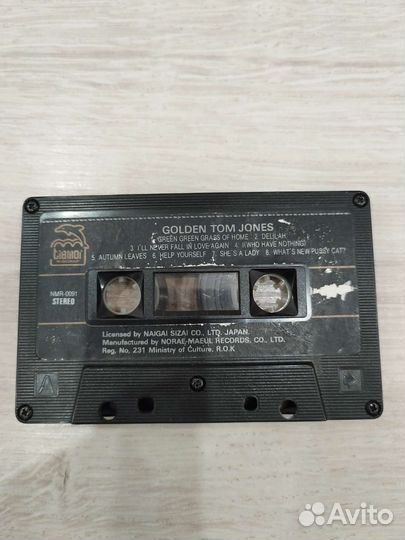 GOLDEN TOM JONES
1. GREEN GREEN GRASS OF HOME 2. DELILAH
3. I'LL NEVER FALL IN LOVE AGAIN 4. I(WHO HAVE NOTHING)
5. AUTUMN LEAVES 6. HELP YOURSELF 7. SHE'S A LADY 8. WHAT'S NEW PUSSY CAT?
NMR-0091
STEREO
Licensed by NAIGAI SIZAI CO., LTD. JAPAN.
Manufactured by NORAE-MAEUL RECORDS, CO., LTD.
Reg. No, 231 Ministry of Culture, R.O.K
A
Avito